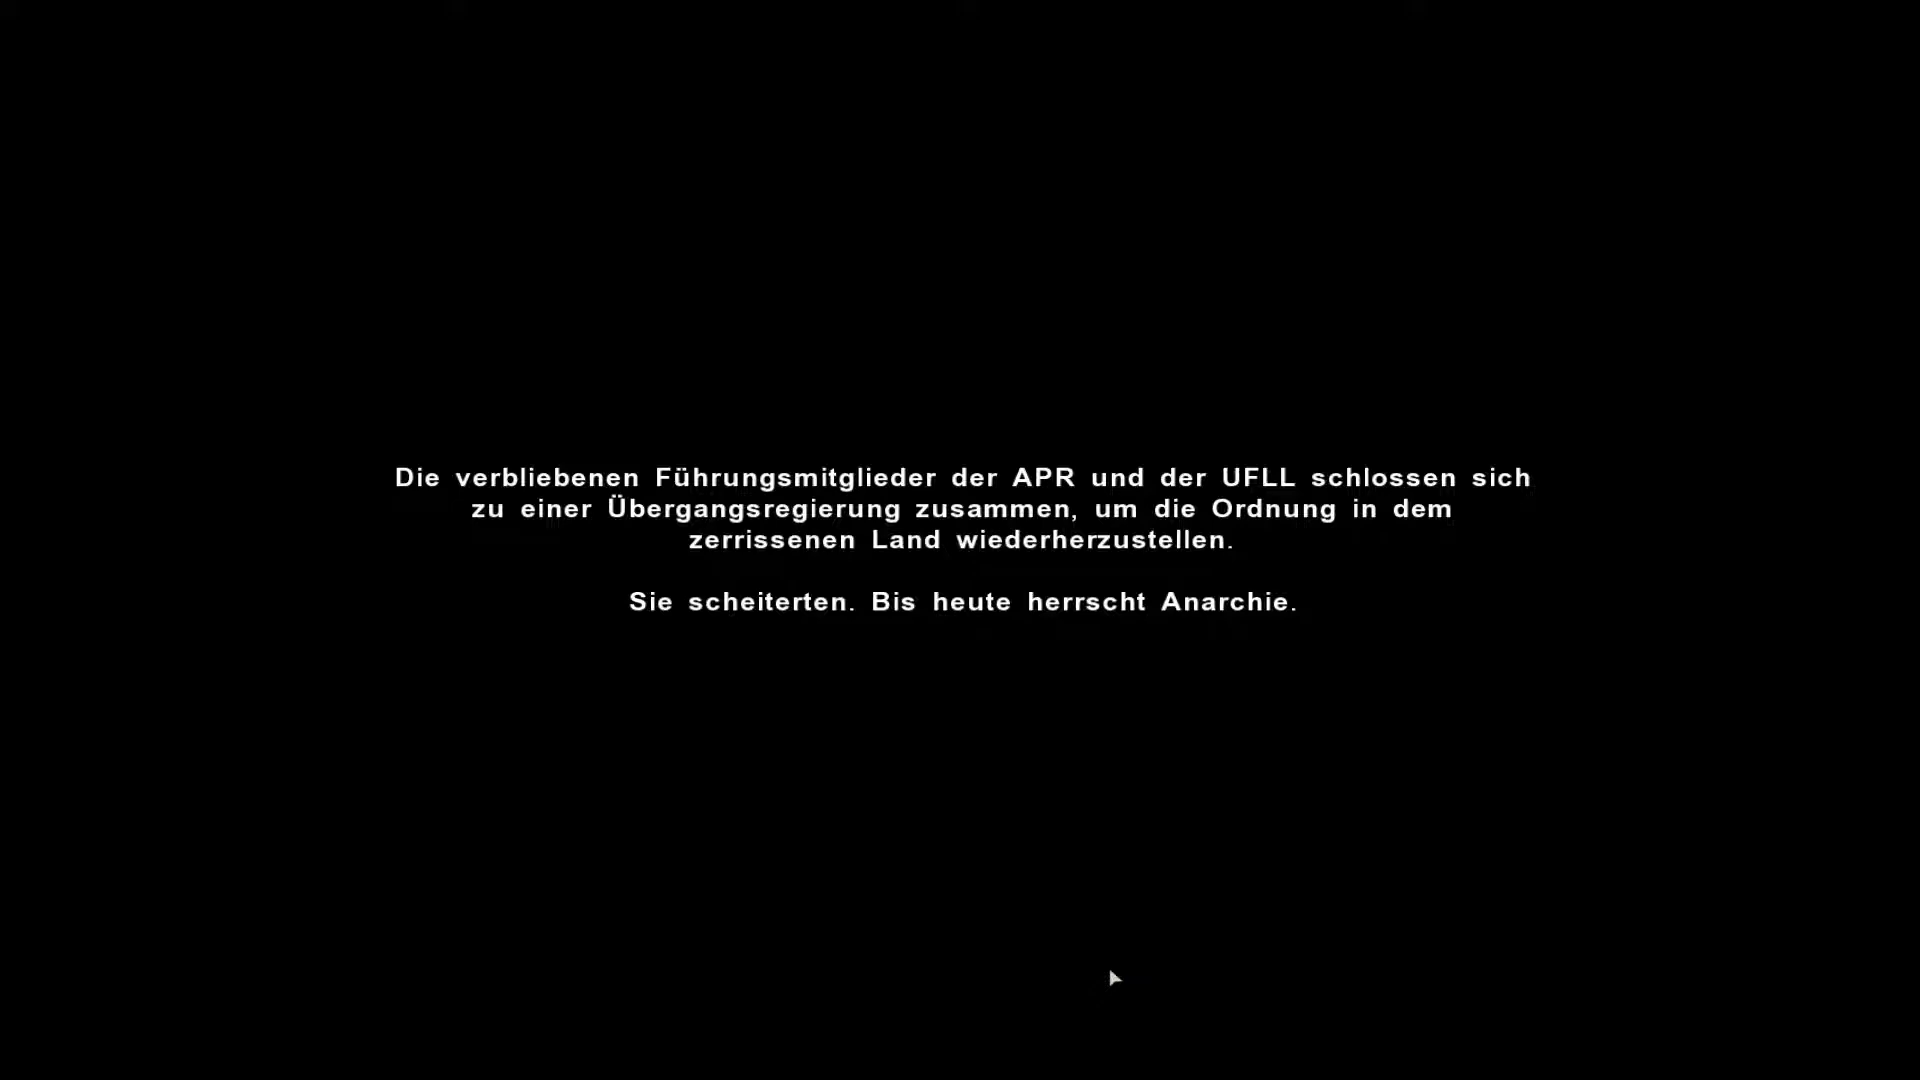 Die verbliebenen Führungsmitglieder der APR und der UFLL schlossen sich
zu einer Übergangsregierung zusammen, um die Ordnung in dem
zerrissenen Land wiederherzustellen.
Sie scheiterten. Bis heute herrscht Anarchie.